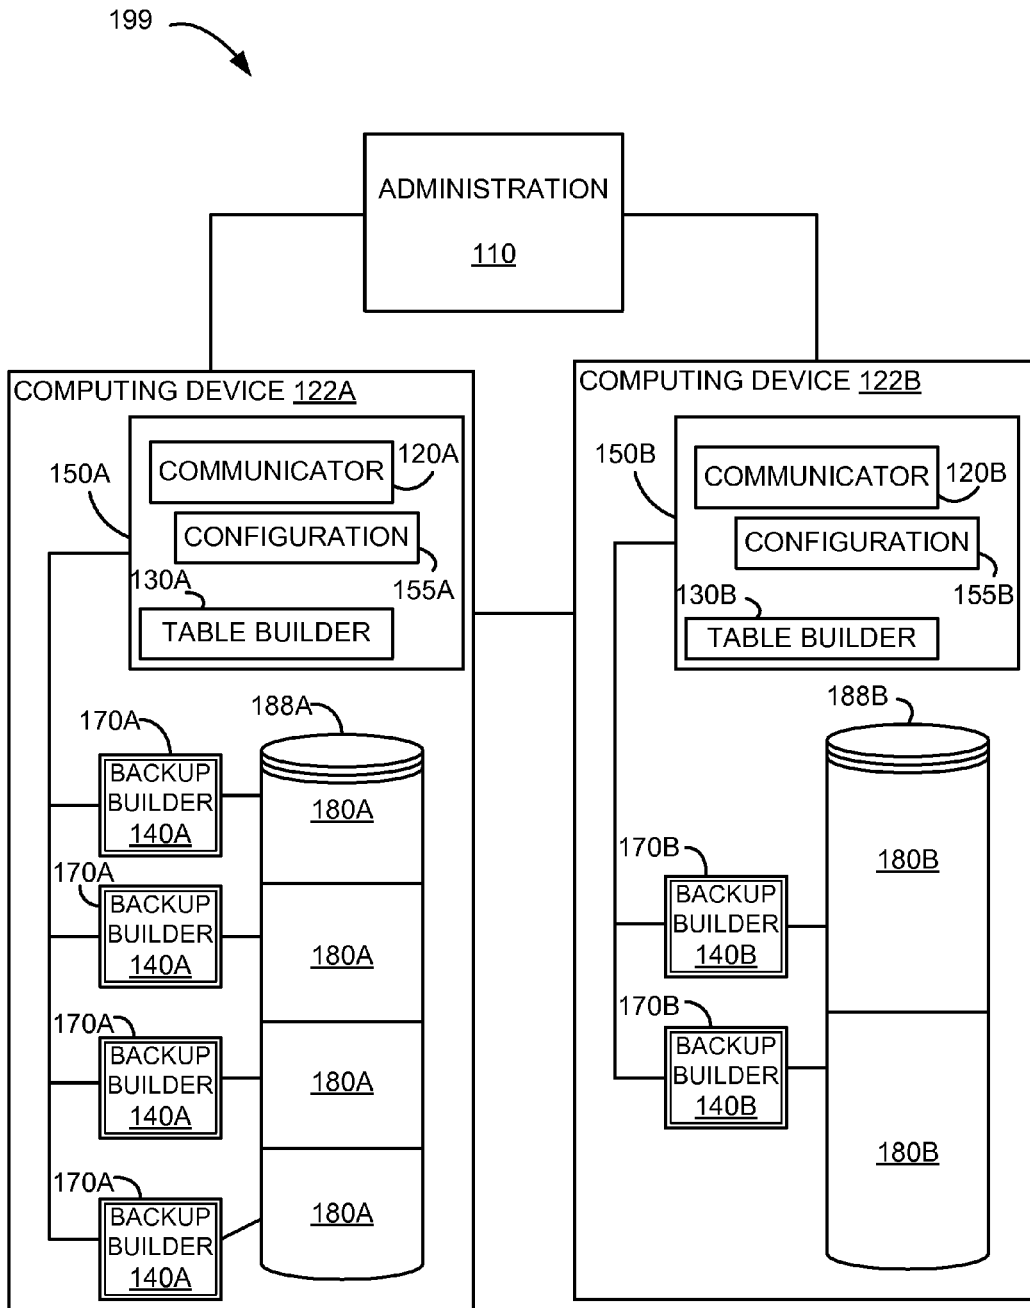 199
ADMINISTRATION
110
COMPUTING DEVICE 122A
150A
COMMUNICATOR
120A
CONFIGURATION
155A
130A
TABLE BUILDER
170A
BACKUP
BUILDER
140A
170A
BACKUP
BUILDER
140A
170A
BACKUP
BUILDER
140A
170A
BACKUP
BUILDER
140A
188A
180A
180A
180A
180A
COMPUTING DEVICE 122B
150B
COMMUNICATOR
120B
CONFIGURATION
155B
130B
TABLE BUILDER
170B
BACKUP
BUILDER
140B
170B
BACKUP
BUILDER
140B
188B
180B
180B